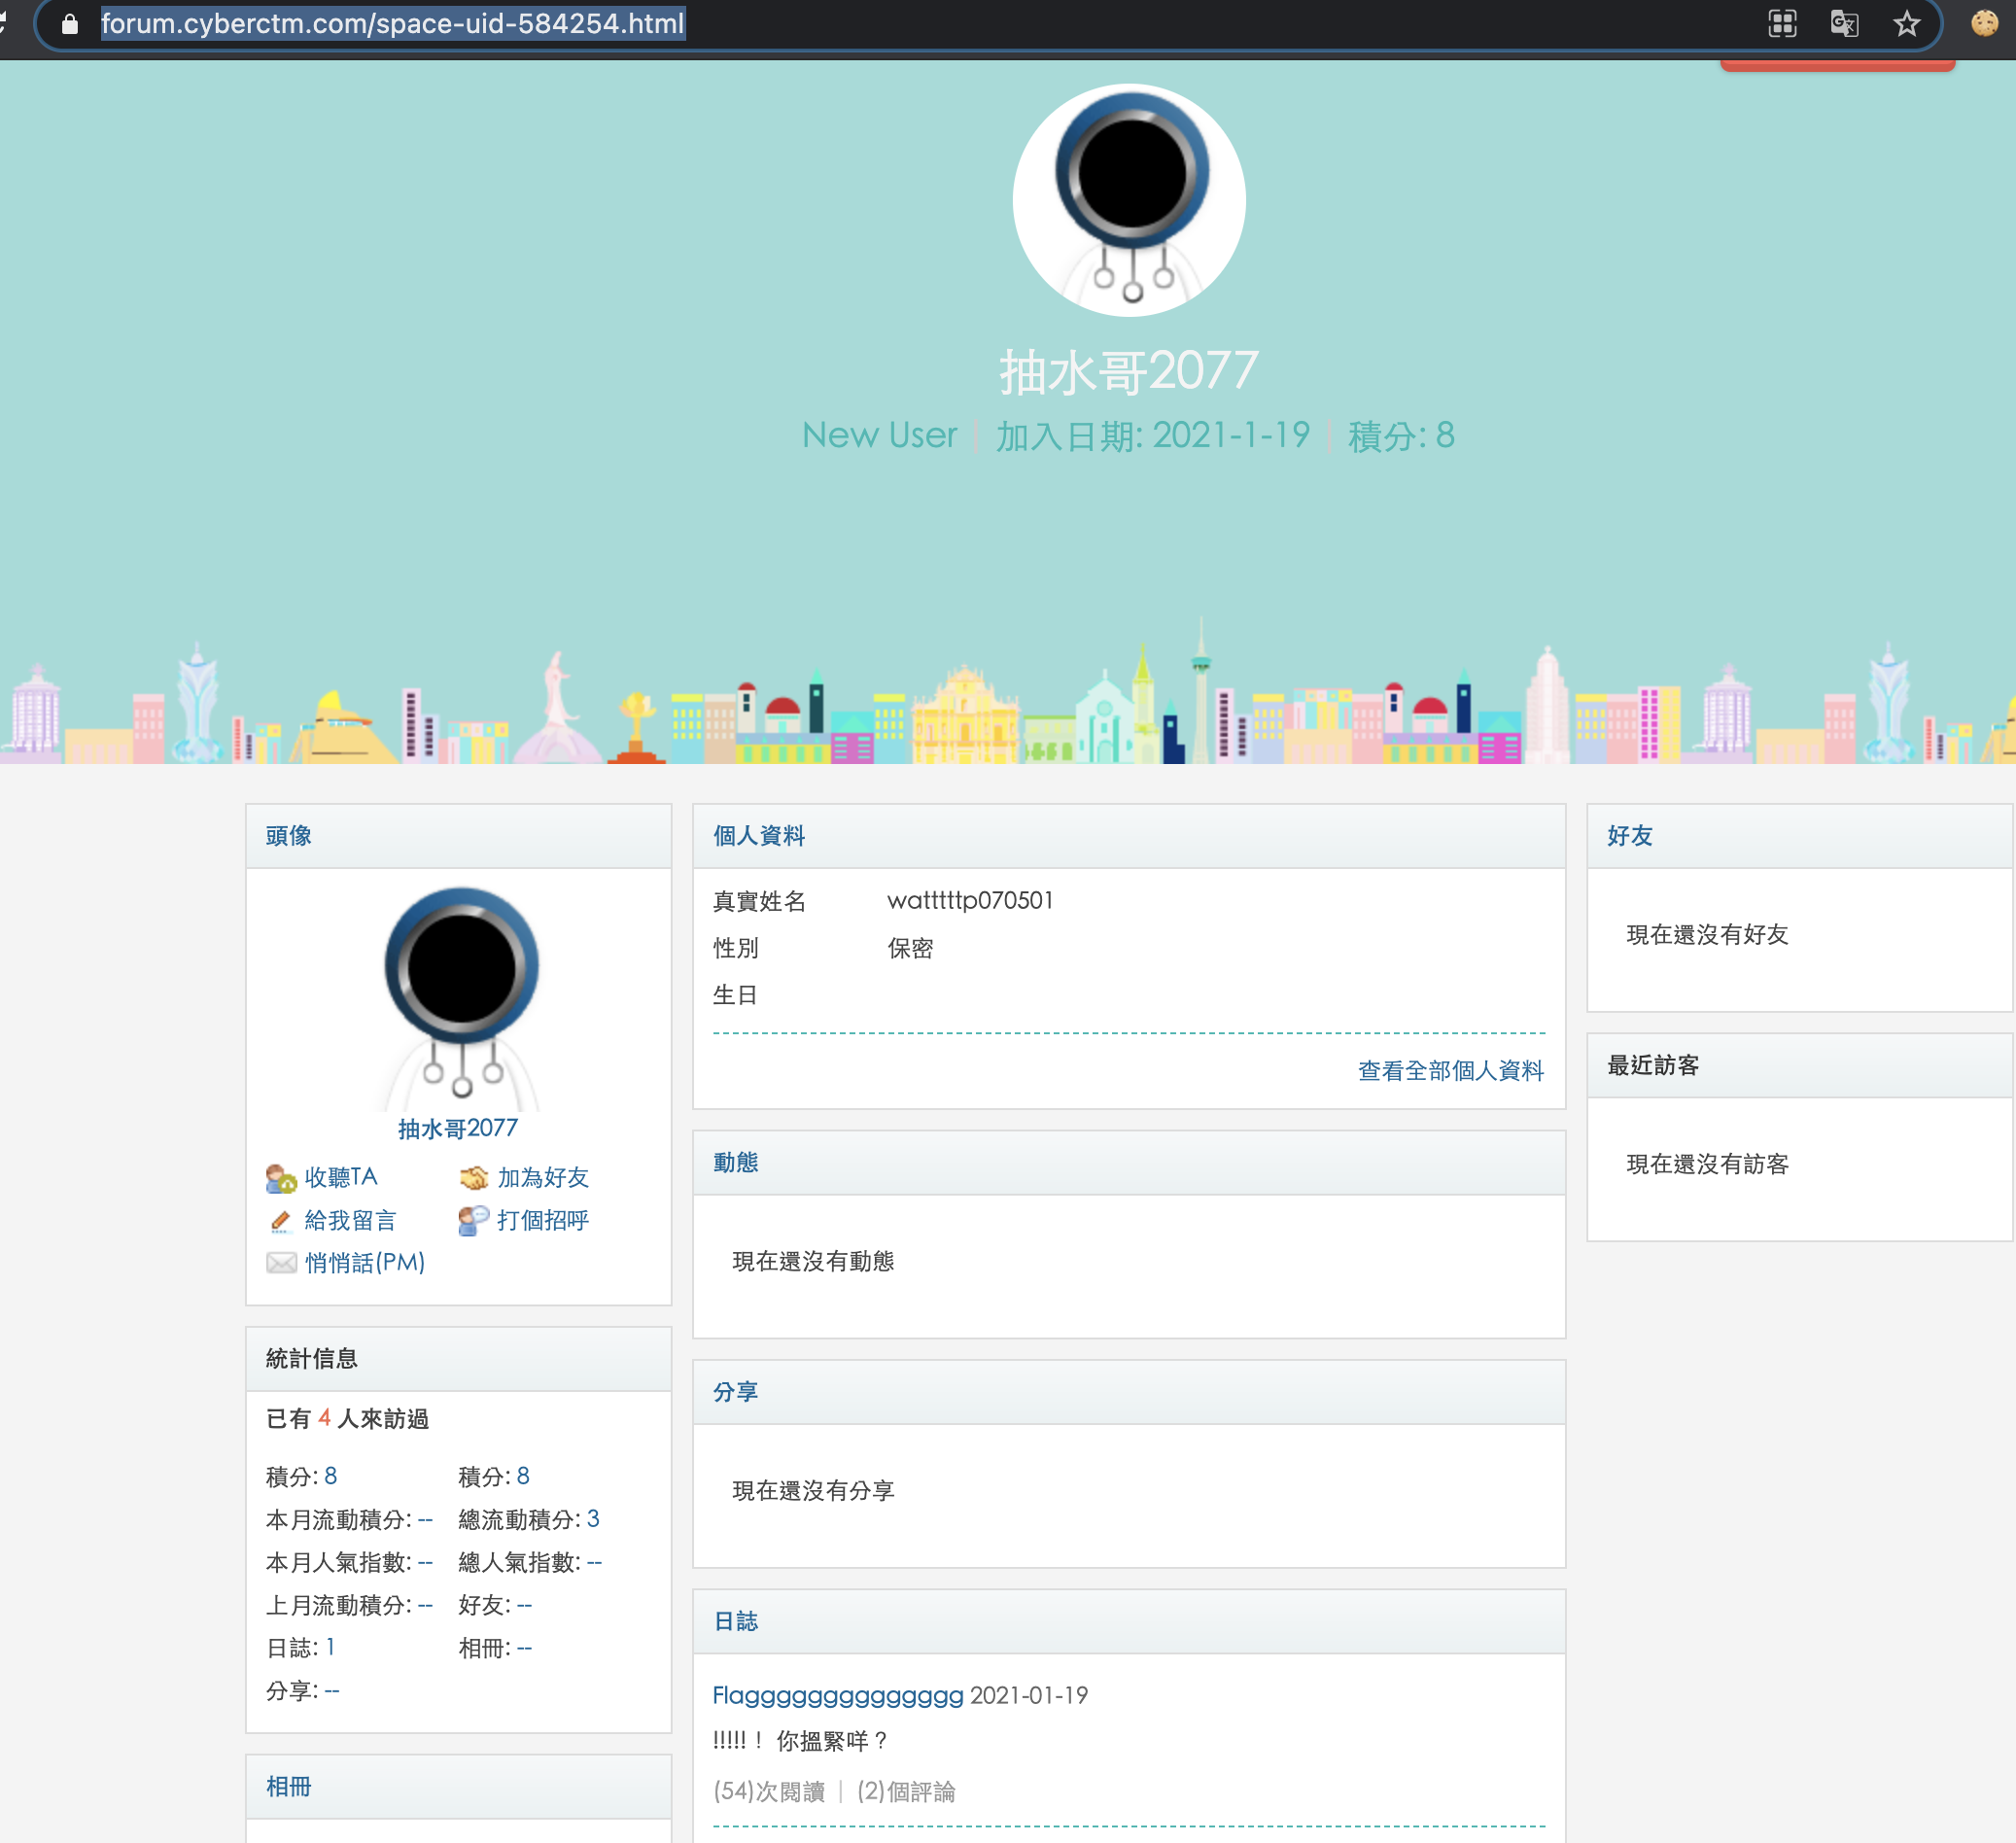 forum.cyberctm.com/space-uid-584254.html
抽水哥2077
New User | 加入日期: 2021-1-19 | 積分: 8
頭像
抽水哥2077
收聽TA 加為好友
給我留言 打個招呼
悄悄話(PM)
統計信息
已有 4 人來訪過
積分: 8 積分: 8
本月流動積分: -- 總流動積分: 3
本月人氣指數: -- 總人氣指數: --
上月流動積分: -- 好友: --
日誌: 1 相冊: --
分享: --
相冊
個人資料
真實姓名 watttttp070501
性別 保密
生日
查看全部個人資料
動態
現在還沒有動態
分享
現在還沒有分享
日誌
Flaggggggggggggggg 2021-01-19
!!!!!！ 你搵緊咩？
(54)次閱讀 | (2)個評論
好友
現在還沒有好友
最近訪客
現在還沒有訪客